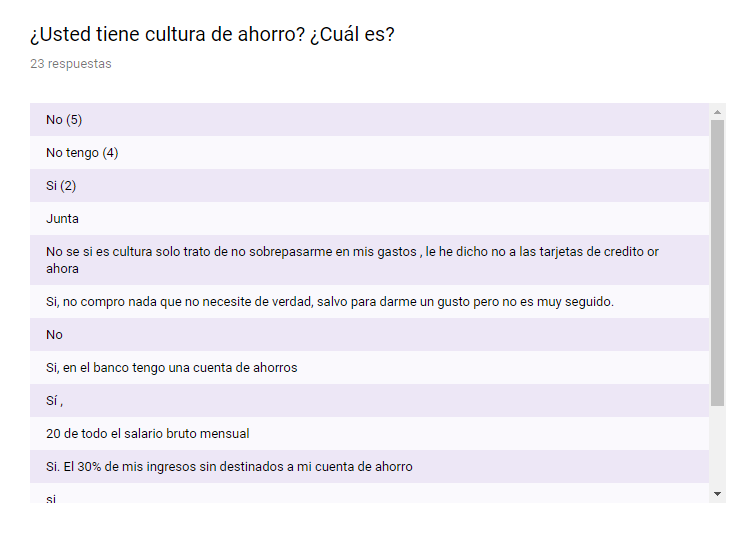 ¿Usted tiene cultura de ahorro? ¿Cuál es?
23 respuestas
No (5)
No tengo (4)
Si (2)
Junta
No se si es cultura solo trato de no sobrepasarme en mis gastos , le he dicho no a las tarjetas de credito or
ahora
Si, no compro nada que no necesite de verdad, salvo para darme un gusto pero no es muy seguido.
No
Si, en el banco tengo una cuenta de ahorros
Sí ,
20 de todo el salario bruto mensual
Si. El 30% de mis ingresos sin destinados a mi cuenta de ahorro
si